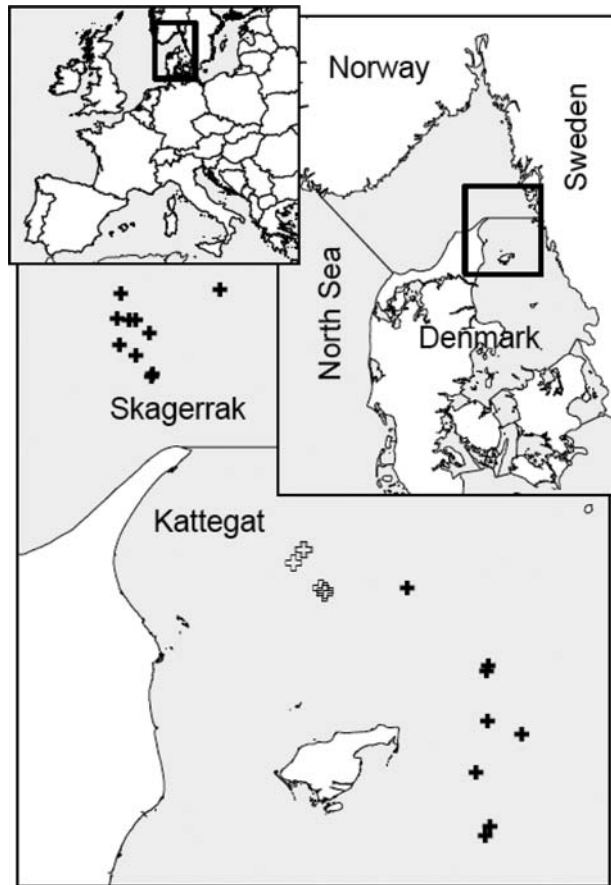 Norway
Sweden
North Sea
Denmark
Skagerrak
Kattegat